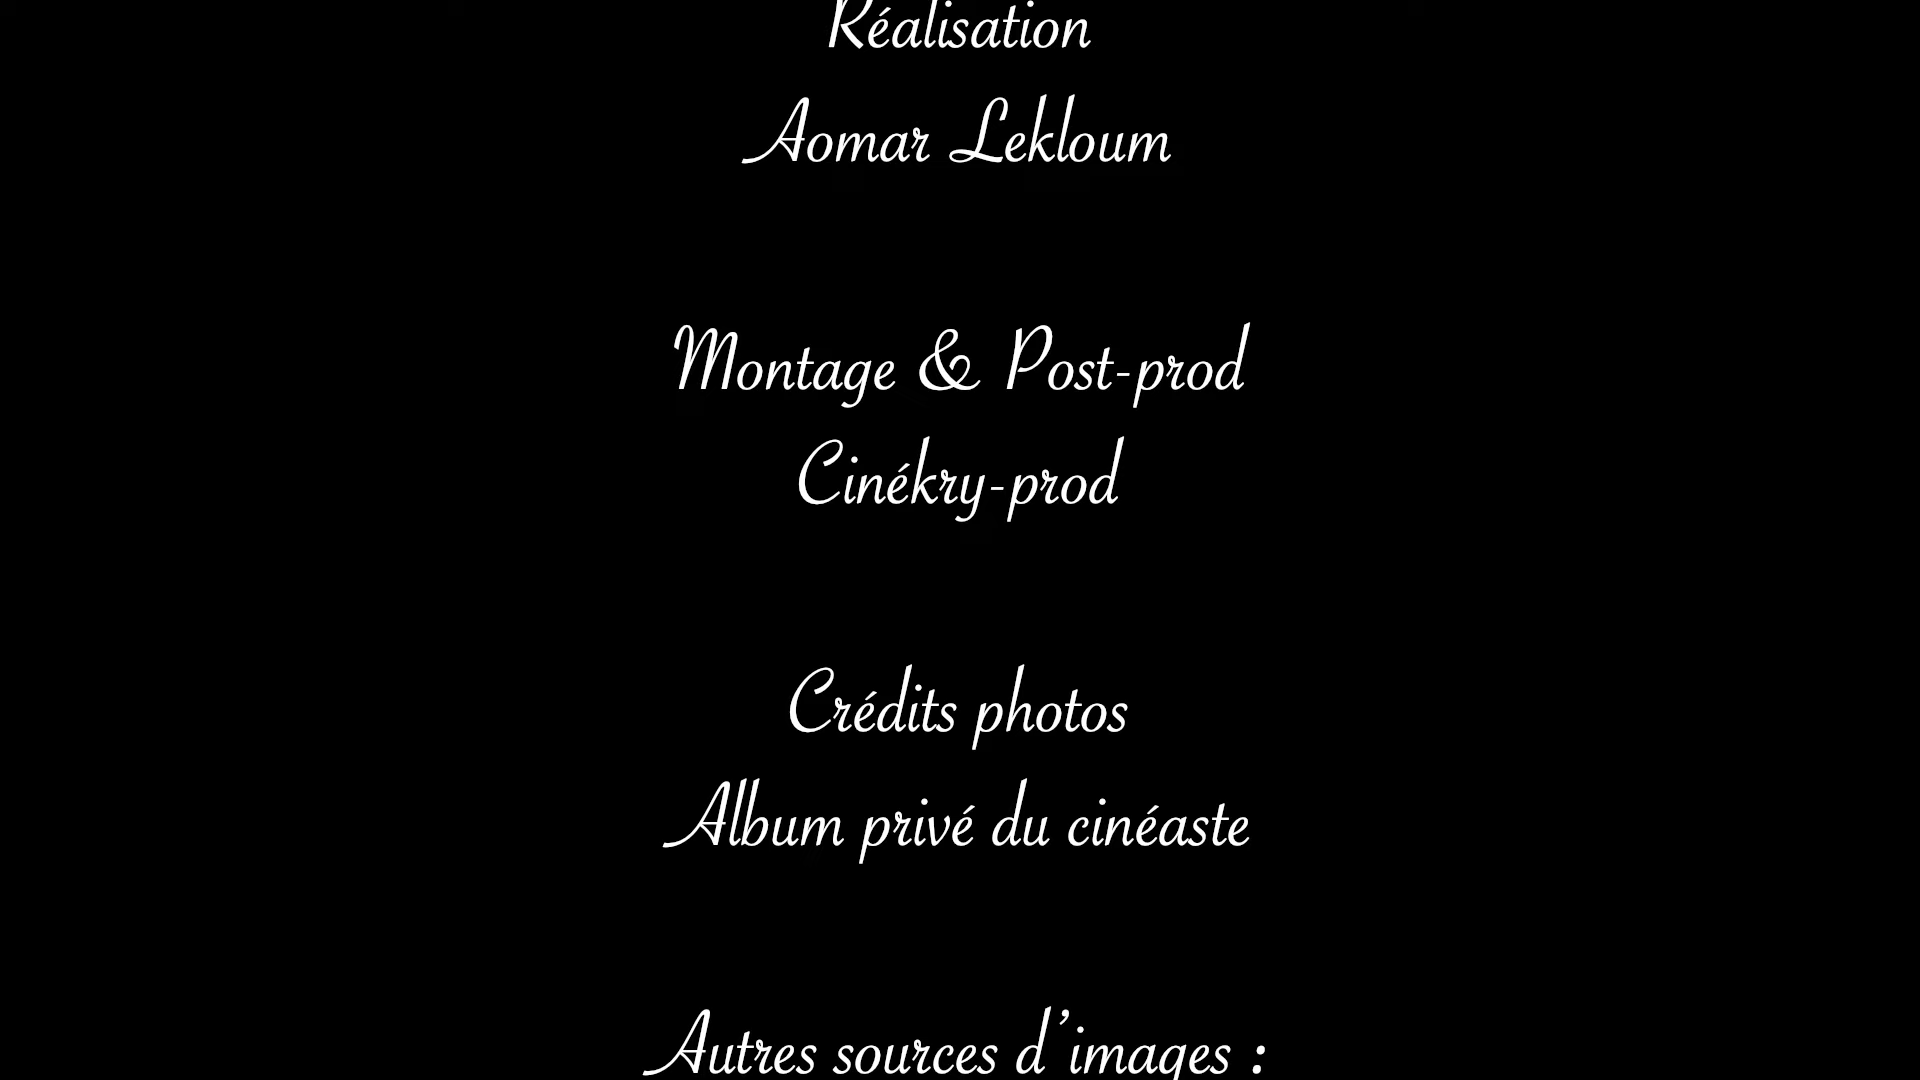 Réalisation
Aomar Lekloum
Montage & Post-prod
Cinékry-prod
Crédits photos
Album privé du cinéaste
Autres sources d’images :